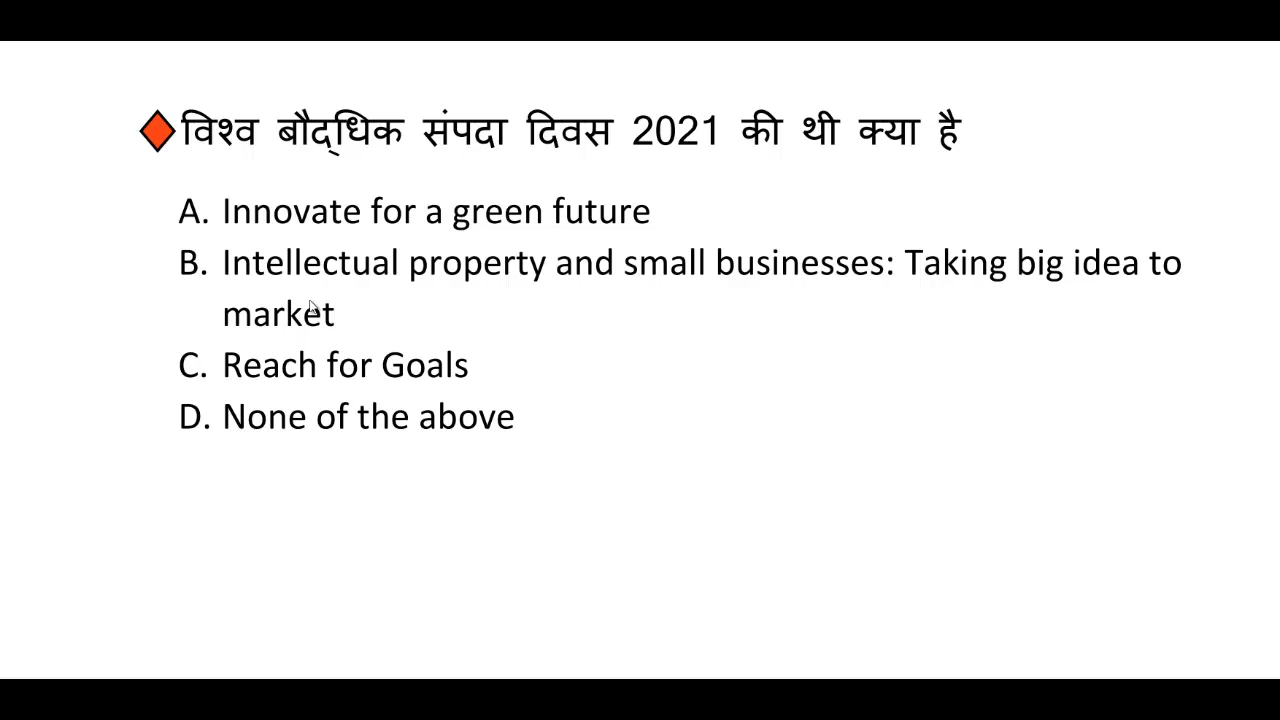 विश्व बौद्धिक संपदा दिवस 2021 की थी क्या है
A. Innovate for a green future
B. Intellectual property and small businesses: Taking big idea to
market
C. Reach for Goals
D. None of the above